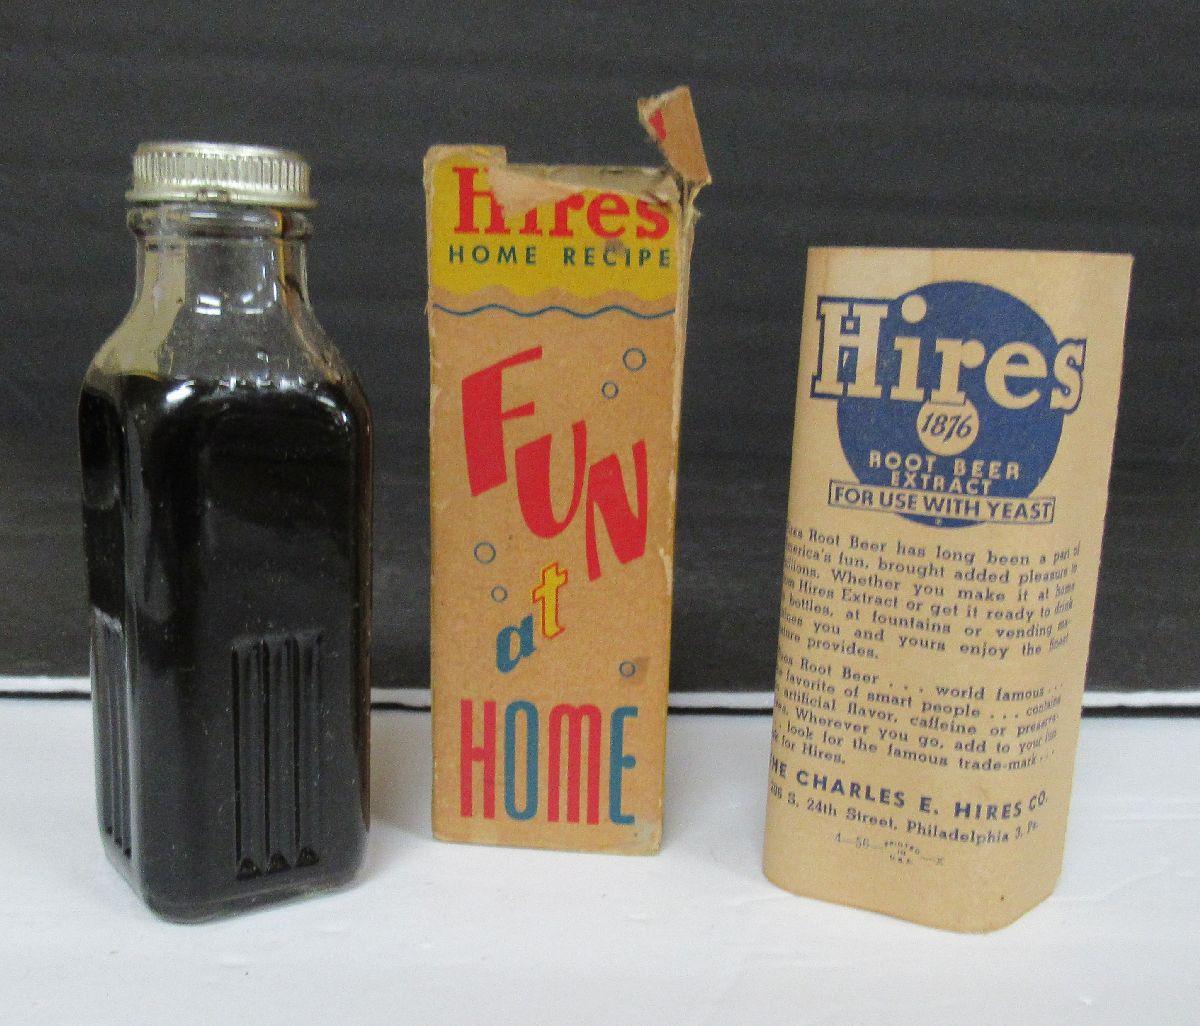 Hires
HOME RECIPE
FUN
at
HOME
Hires
1876
ROOT BEER
EXTRACT
FOR USE WITH YEAST
Root Beer has long been a part of
fun, brought added pleasure
Whether you make it at home
Hires Extract or get it ready to drink
bottles, at fountains or vending
you and yours enjoy the finest
provides.
Root Beer . . . world famous . . .
favorite of smart people . . . contains
artificial flavor, caffeine or
Wherever you go, add to your fun
look for the famous trade-mark . . .
for Hires.
THE CHARLES E. HIRES CO.
S. 24th Street, Philadelphia 3, Pa.
PRINTED
IN
U.S.A.